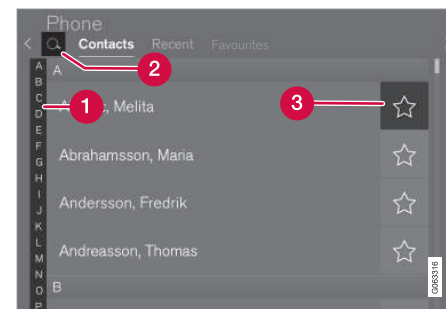 Phone
Contacts Recent Favourites
2
A
B
C
D
E
F
G
H
I
J
K
L
M
N
O
P
A
1
Melita
3
Abrahamsson, Maria
Andersson, Fredrik
Andreasson, Thomas
B
G063316